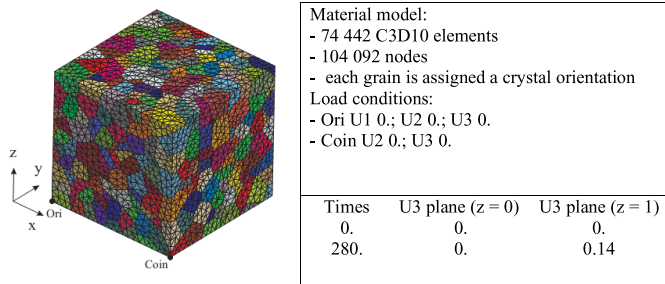 z
y
x
Ori
Coin
Material model:
- 74 442 C3D10 elements
- 104 092 nodes
- each grain is assigned a crystal orientation
Load conditions:
- Ori U1 0.; U2 0.; U3 0.
- Coin U2 0.; U3 0.
Times U3 plane (z = 0) U3 plane (z = 1)
0. 0. 0.
280. 0. 0.14